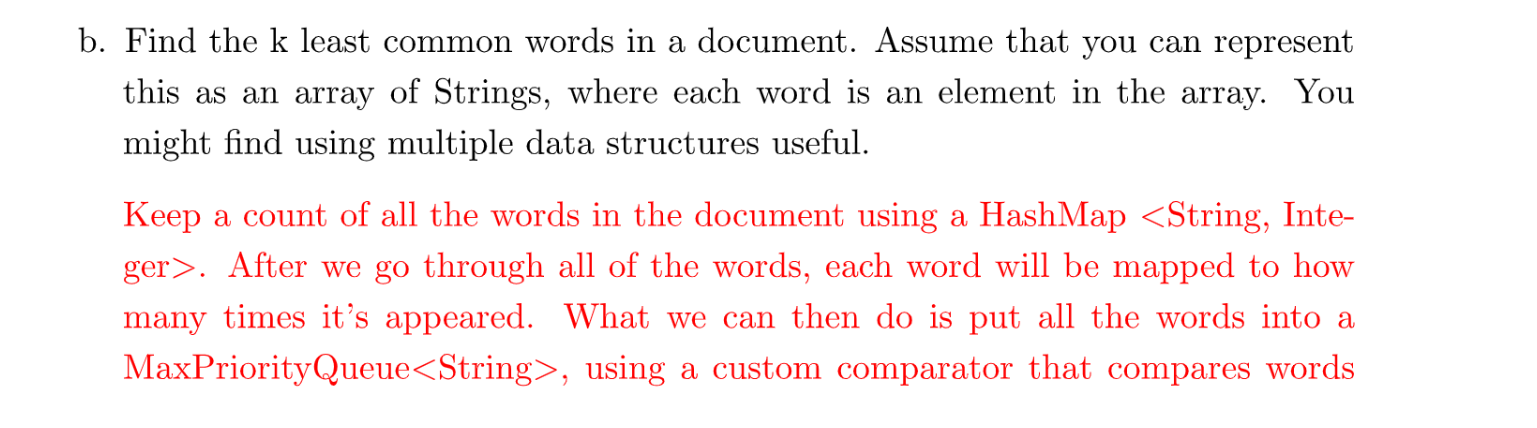 b. Find the k least common words in a document. Assume that you can represent
this as an array of Strings, where each word is an element in the array. You
might find using multiple data structures useful.
Keep a count of all the words in the document using a HashMap <String, Inte-
ger>. After we go through all of the words, each word will be mapped to how
many times it's appeared. What we can then do is put all the words into a
MaxPriorityQueue<String>, using a custom comparator that compares words